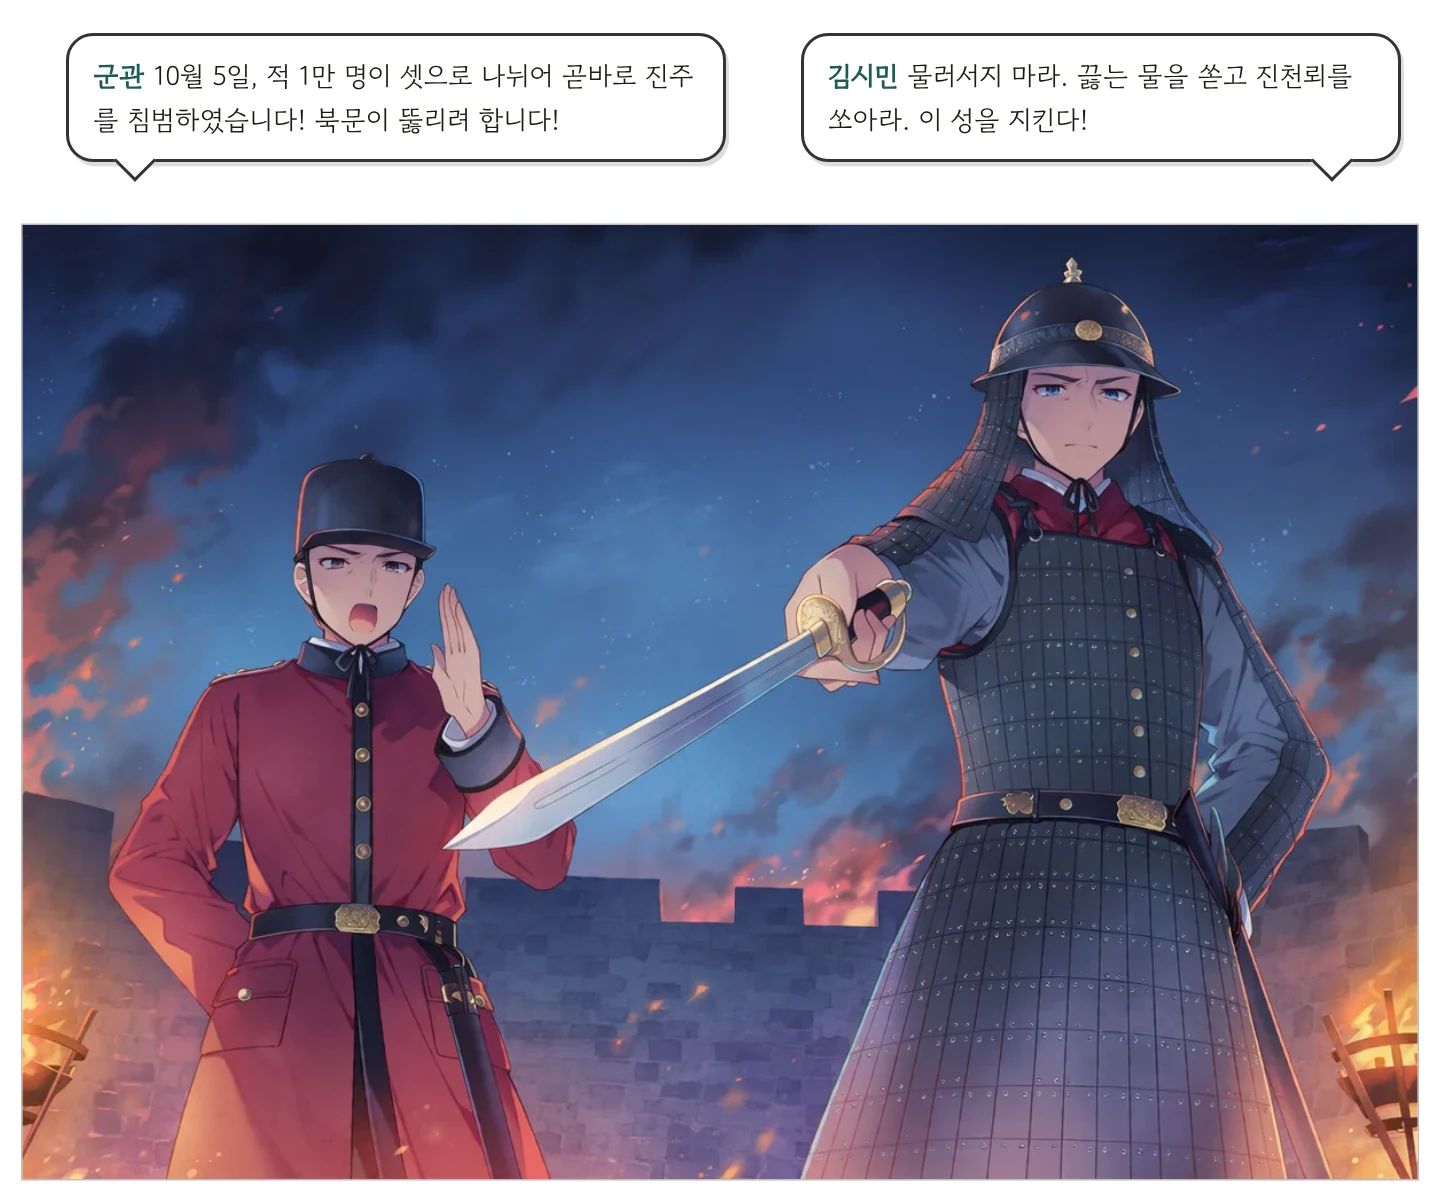 군관 10월 5일, 적 1만 명이 셋으로 나뉘어 곧바로 진주
를 침범하였습니다! 북문이 뚫리려 합니다!
김시민 물러서지 마라. 끓는 물을 쏟고 진천뢰를
쏘아라. 이 성을 지킨다!